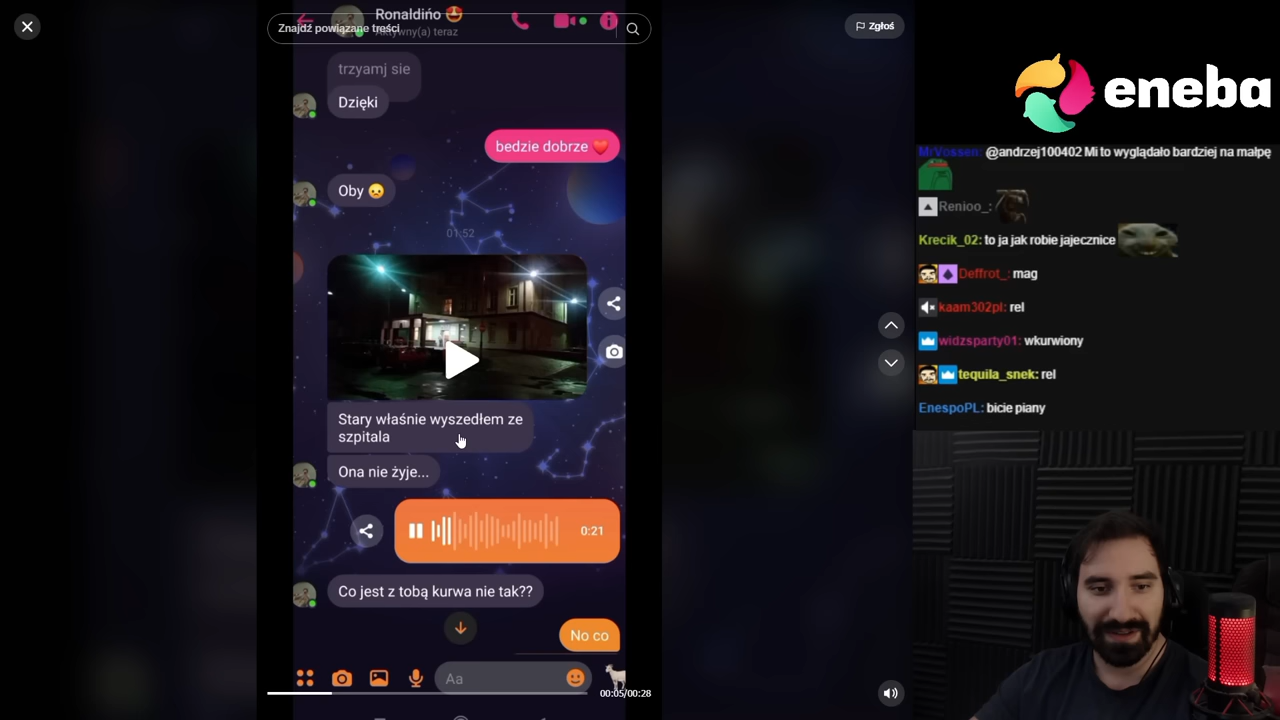 Ronaldińo
Znajdź powiązane treści
Aktywny(a) teraz
Zgłoś
trzyamj sie
Dzięki
bedzie dobrze
Oby
01:52
Stary właśnie wyszedłem ze
szpitala
Ona nie żyje...
0:21
Co jest z tobą kurwa nie tak??
No co
Aa
00:05/00:28
eneba
MrVossen: @andrzej100402 Mi to wyglądało bardziej na małpę
Renioo_:
Krecik_02: to ja jak robie jajecznice
Deffrot_: mag
kaam302pl: rel
widzsparty01: wkurwiony
tequila_snek: rel
EnespoPL: bicie piany